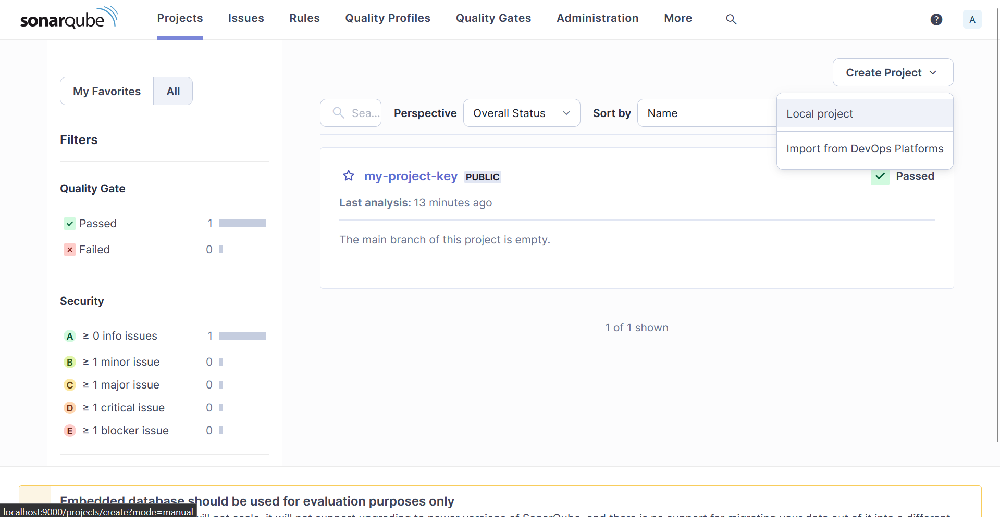 sonarqube
Projects
Issues
Rules
Quality Profiles
Quality Gates
Administration
More
?
A
My Favorites
All
Create Project
Sea...
Perspective
Overall Status
Sort by
Name
Local project
Import from DevOps Platforms
Filters
my-project-key PUBLIC
Passed
Last analysis: 13 minutes ago
The main branch of this project is empty.
1 of 1 shown
Quality Gate
Passed 1
Failed 0
Security
A ≥ 0 info issues 1
B ≥ 1 minor issue 0
C ≥ 1 major issue 0
D ≥ 1 critical issue 0
E ≥ 1 blocker issue 0
Embedded database should be used for evaluation purposes only
will not scale, it will not support upgrading to newer versions of SonarQube, and there is no support for migrating your data out of it into a different
localhost:9000/projects/create?mode=manual